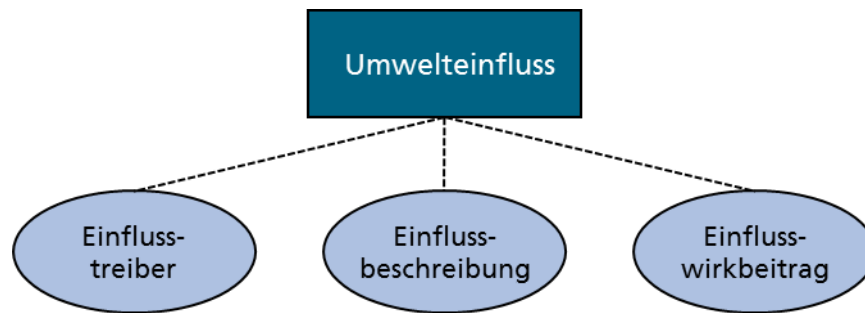 Umwelteinfluss
Einfluss-
treiber
Einfluss-
beschreibung
Einfluss-
wirkbeitrag